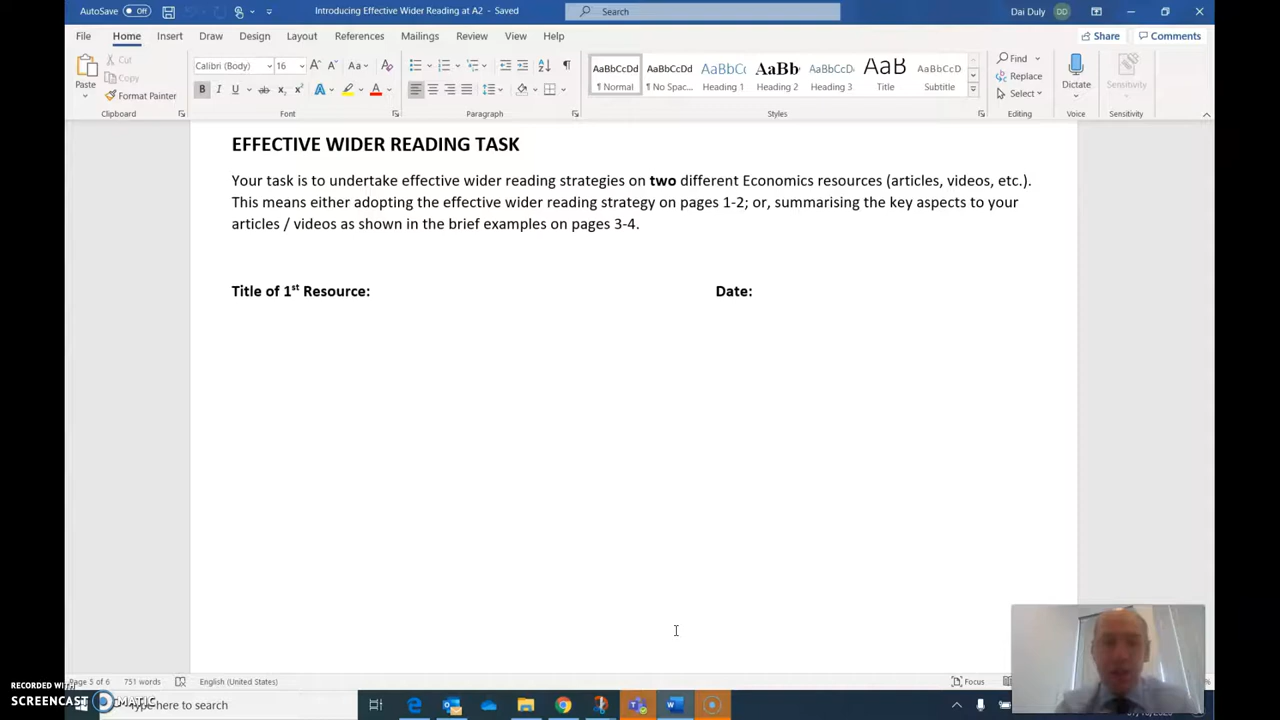 AutoSave Off Introducing Effective Wider Reading at A2 - Saved Search Dai Duly DD
File Home Insert Draw Design Layout References Mailings Review View Help Share Comments
Paste Cut Copy Format Painter Clipboard
Calibri (Body) 16 Font
Paragraph
AaBbCcDd ¶ Normal AaBbCcDd ¶ No Spac... AaBbCc Heading 1 AaBb Heading 2 AaBbCcD Heading 3 AaB Title AaBbCcD Subtitle Styles
Find Replace Select Editing
Dictate Voice
Sensitivity Sensitivity
EFFECTIVE WIDER READING TASK
Your task is to undertake effective wider reading strategies on two different Economics resources (articles, videos, etc.).
This means either adopting the effective wider reading strategy on pages 1-2; or, summarising the key aspects to your
articles / videos as shown in the brief examples on pages 3-4.
Title of 1st Resource: Date:
Page 5 of 6 751 words English (United States) Focus
RECORDED WITH
SCREENCAST MATIC
Type here to search